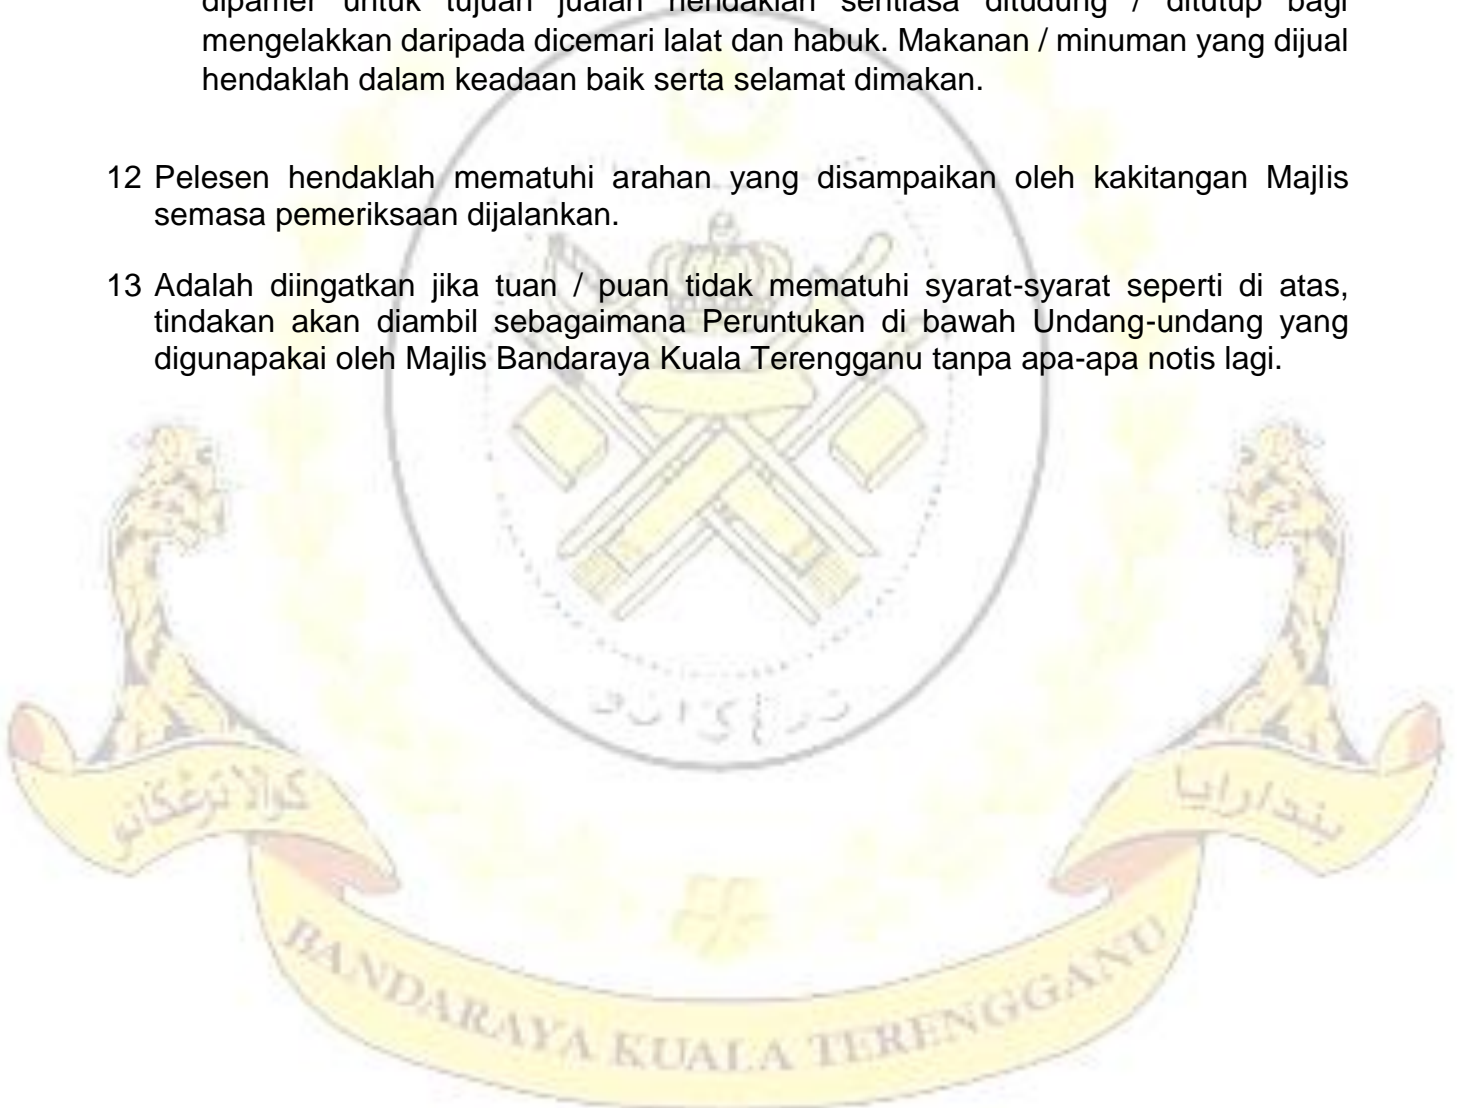 dipamer untuk tujuan jualan hendaklah sentiasa ditudung / ditutup bagi
mengelakkan daripada dicemari lalat dan habuk. Makanan / minuman yang dijual
hendaklah dalam keadaan baik serta selamat dimakan.
12 Pelesen hendaklah mematuhi arahan yang disampaikan oleh kakitangan Majlis
semasa pemeriksaan dijalankan.
13 Adalah diingatkan jika tuan / puan tidak mematuhi syarat-syarat seperti di atas,
tindakan akan diambil sebagaimana Peruntukan di bawah Undang-undang yang
digunapakai oleh Majlis Bandaraya Kuala Terengganu tanpa apa-apa notis lagi.
بندارايا
كوالا ترڠݢانو
BANDARAYA KUALA TERENGGANU